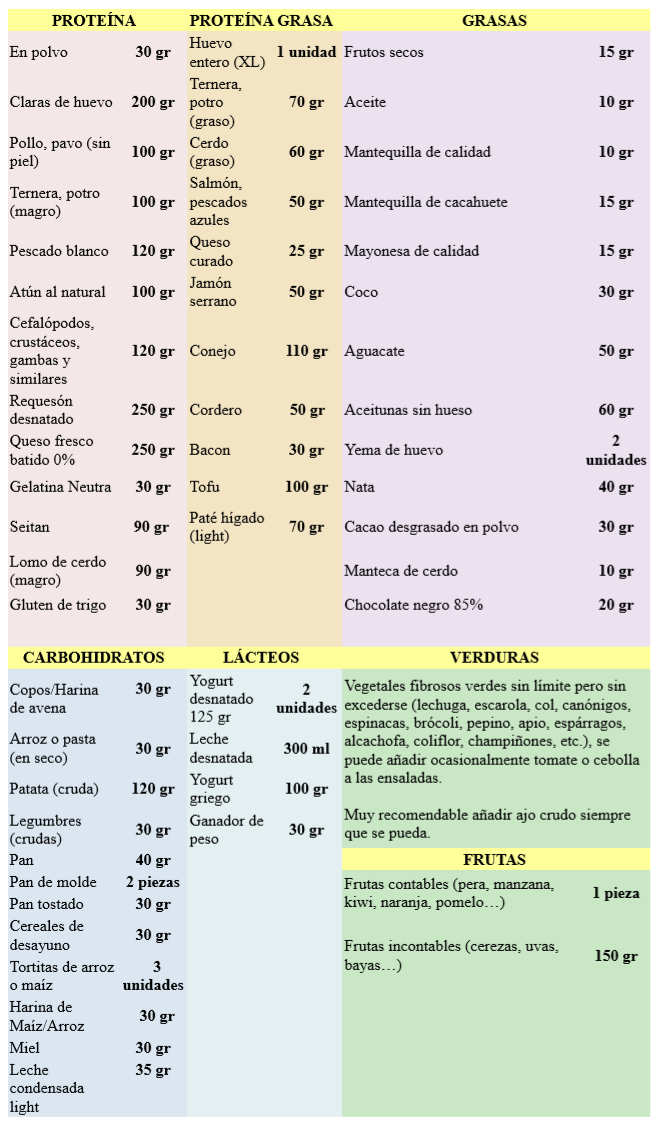 PROTEÍNA
En polvo 30 gr
Claras de huevo 200 gr
Pollo, pavo (sin
piel) 100 gr
Ternera, potro
(magro) 100 gr
Pescado blanco 120 gr
Atún al natural 100 gr
Cefalópodos,
crustáceos,
gambas y
similares 120 gr
Requesón
desnatado 250 gr
Queso fresco
batido 0% 250 gr
Gelatina Neutra 30 gr
Seitan 90 gr
Lomo de cerdo
(magro) 90 gr
Gluten de trigo 30 gr
PROTEÍNA GRASA
Huevo
entero (XL) 1 unidad
Ternera,
potro
(graso) 70 gr
Cerdo
(graso) 60 gr
Salmón,
pescados
azules 50 gr
Queso
curado 25 gr
Jamón
serrano 50 gr
Conejo 110 gr
Cordero 50 gr
Bacon 30 gr
Tofu 100 gr
Paté hígado
(light) 70 gr
GRASAS
Frutos secos 15 gr
Aceite 10 gr
Mantequilla de calidad 10 gr
Mantequilla de cacahuete 15 gr
Mayonesa de calidad 15 gr
Coco 30 gr
Aguacate 50 gr
Aceitunas sin hueso 60 gr
Yema de huevo 2
unidades
Nata 40 gr
Cacao desgrasado en polvo 30 gr
Manteca de cerdo 10 gr
Chocolate negro 85% 20 gr
CARBOHIDRATOS
Copos/Harina
de avena 30 gr
Arroz o pasta
(en seco) 30 gr
Patata (cruda) 120 gr
Legumbres
(crudas) 30 gr
Pan 40 gr
Pan de molde 2 piezas
Pan tostado 30 gr
Cereales de
desayuno 30 gr
Tortitas de arroz
o maíz 3
unidades
Harina de
Maíz/Arroz 30 gr
Miel 30 gr
Leche
condensada
light 35 gr
LÁCTEOS
Yogurt
desnatado
125 gr 2
unidades
Leche
desnatada 300 ml
Yogurt
griego 100 gr
Ganador de
peso 30 gr
VERDURAS
Vegetales fibrosos verdes sin límite pero sin
excederse (lechuga, escarola, col, canónigos,
espinacas, brócoli, pepino, apio, espárragos,
alcachofa, coliflor, champiñones, etc.), se
puede añadir ocasionalmente tomate o cebolla
a las ensaladas.
Muy recomendable añadir ajo crudo siempre
que se pueda.
FRUTAS
Frutas contables (pera, manzana,
kiwi, naranja, pomelo…) 1 pieza
Frutas incontables (cerezas, uvas,
bayas…) 150 gr